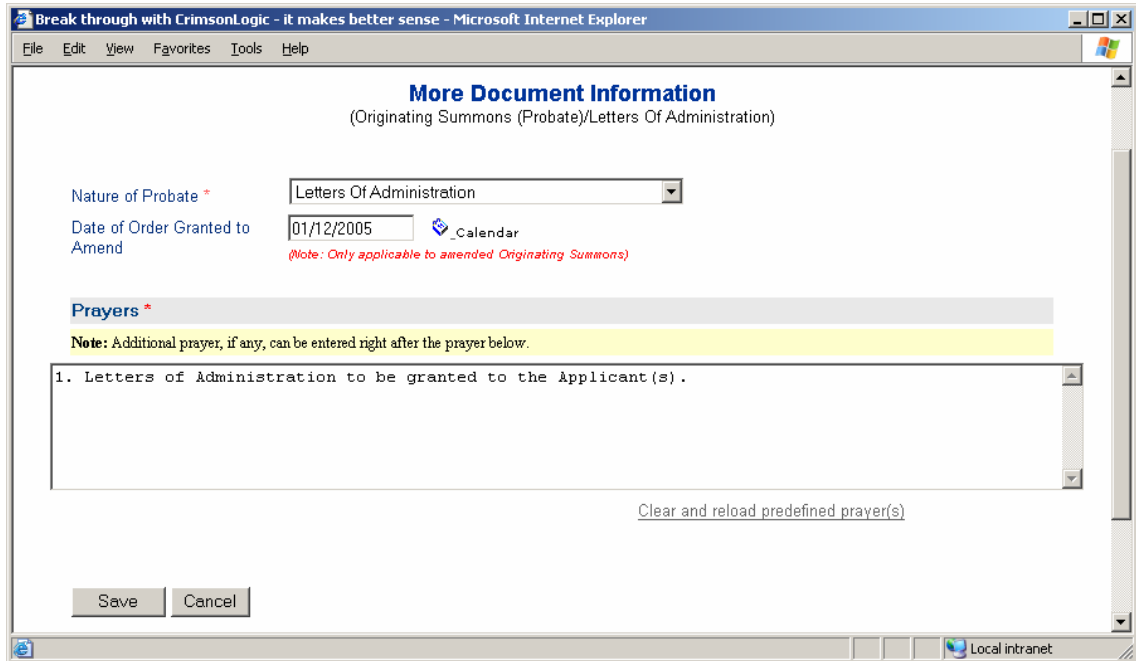 Break through with CrimsonLogic - it makes better sense - Microsoft Internet Explorer
File Edit View Favorites Tools Help
More Document Information
(Originating Summons (Probate)/Letters Of Administration)
Nature of Probate * Letters Of Administration
Date of Order Granted to Amend 01/12/2005 _Calendar
(Note: Only applicable to amended Originating Summons)
Prayers *
Note: Additional prayer, if any, can be entered right after the prayer below.
1. Letters of Administration to be granted to the Applicant(s).
Clear and reload predefined prayer(s)
Save Cancel
Local intranet